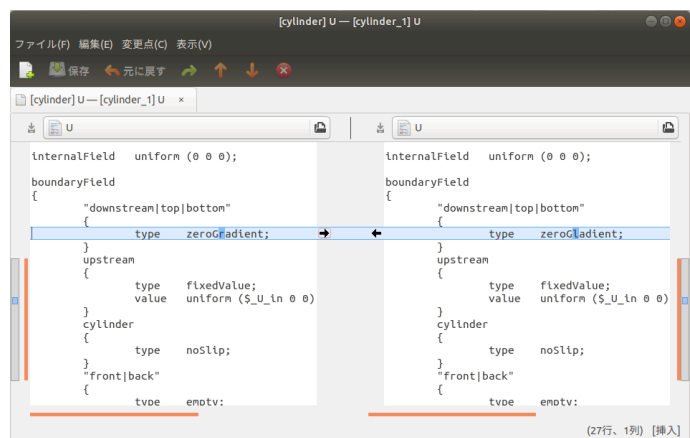 [cylinder] U — [cylinder_1] U
ファイル(F) 編集(E) 変更点(C) 表示(V)
保存 元に戻す
[cylinder] U — [cylinder_1] U ×
U
U
internalField uniform (0 0 0);
boundaryField
{
"downstream|top|bottom"
{
type zeroGradient;
}
upstream
{
type fixedValue;
value uniform ($_U_in 0 0)
}
cylinder
{
type noSlip;
}
"front|back"
{
type empty;
internalField uniform (0 0 0);
boundaryField
{
"downstream|top|bottom"
{
type zeroGladient;
}
upstream
{
type fixedValue;
value uniform ($_U_in 0 0)
}
cylinder
{
type noSlip;
}
"front|back"
{
type empty;
(27行、1列) [挿入]